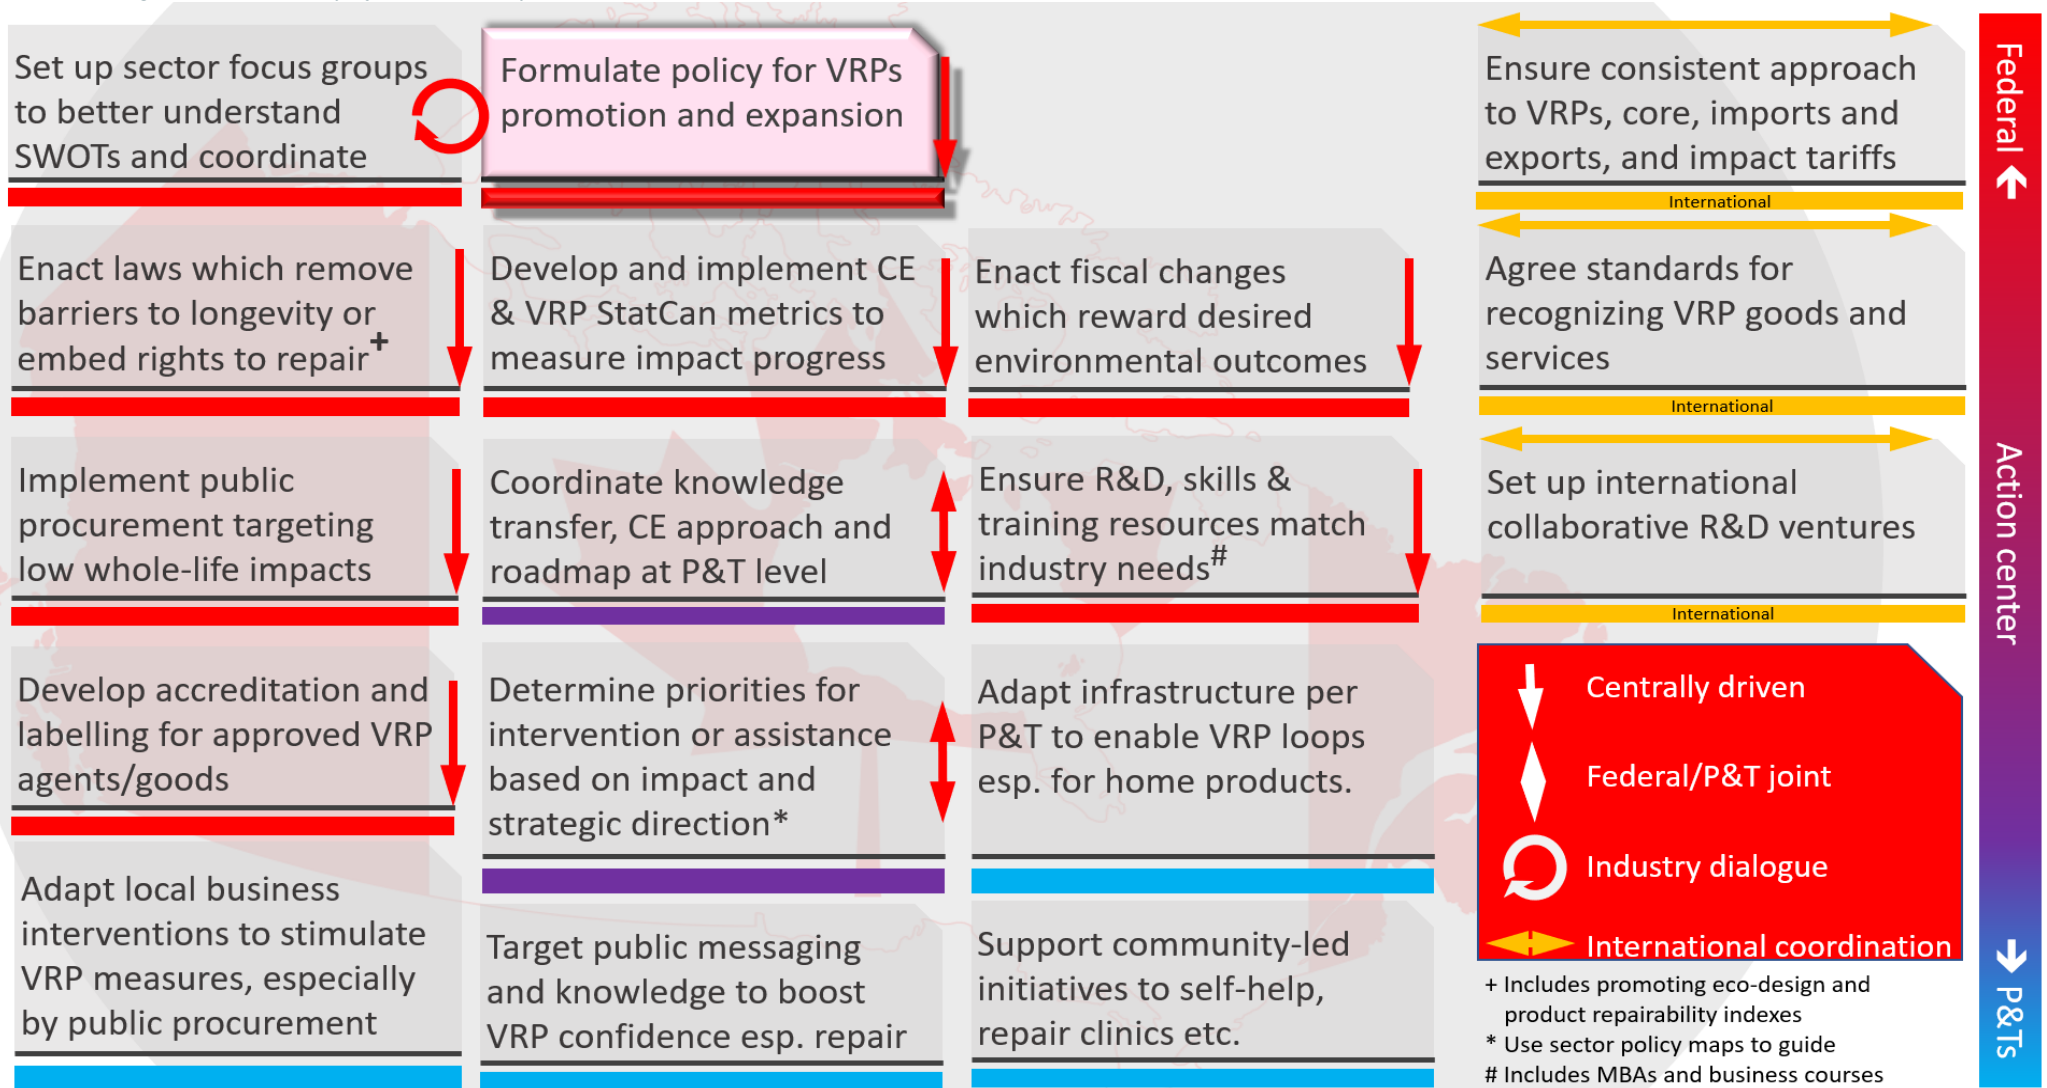 Set up sector focus groups
to better understand
SWOTs and coordinate
Formulate policy for VRPs
promotion and expansion
Ensure consistent approach
to VRPs, core, imports and
exports, and impact tariffs
International
Enact laws which remove
barriers to longevity or
embed rights to repair+
Develop and implement CE
& VRP StatCan metrics to
measure impact progress
Enact fiscal changes
which reward desired
environmental outcomes
Agree standards for
recognizing VRP goods and
services
International
Implement public
procurement targeting
low whole-life impacts
Coordinate knowledge
transfer, CE approach and
roadmap at P&T level
Ensure R&D, skills &
training resources match
industry needs#
Set up international
collaborative R&D ventures
International
Develop accreditation and
labelling for approved VRP
agents/goods
Determine priorities for
intervention or assistance
based on impact and
strategic direction*
Adapt infrastructure per
P&T to enable VRP loops
esp. for home products.
Adapt local business
interventions to stimulate
VRP measures, especially
by public procurement
Target public messaging
and knowledge to boost
VRP confidence esp. repair
Support community-led
initiatives to self-help,
repair clinics etc.
Centrally driven
Federal/P&T joint
Industry dialogue
International coordination
+ Includes promoting eco-design and
product repairability indexes
* Use sector policy maps to guide
# Includes MBAs and business courses
Federal
Action center
P&Ts